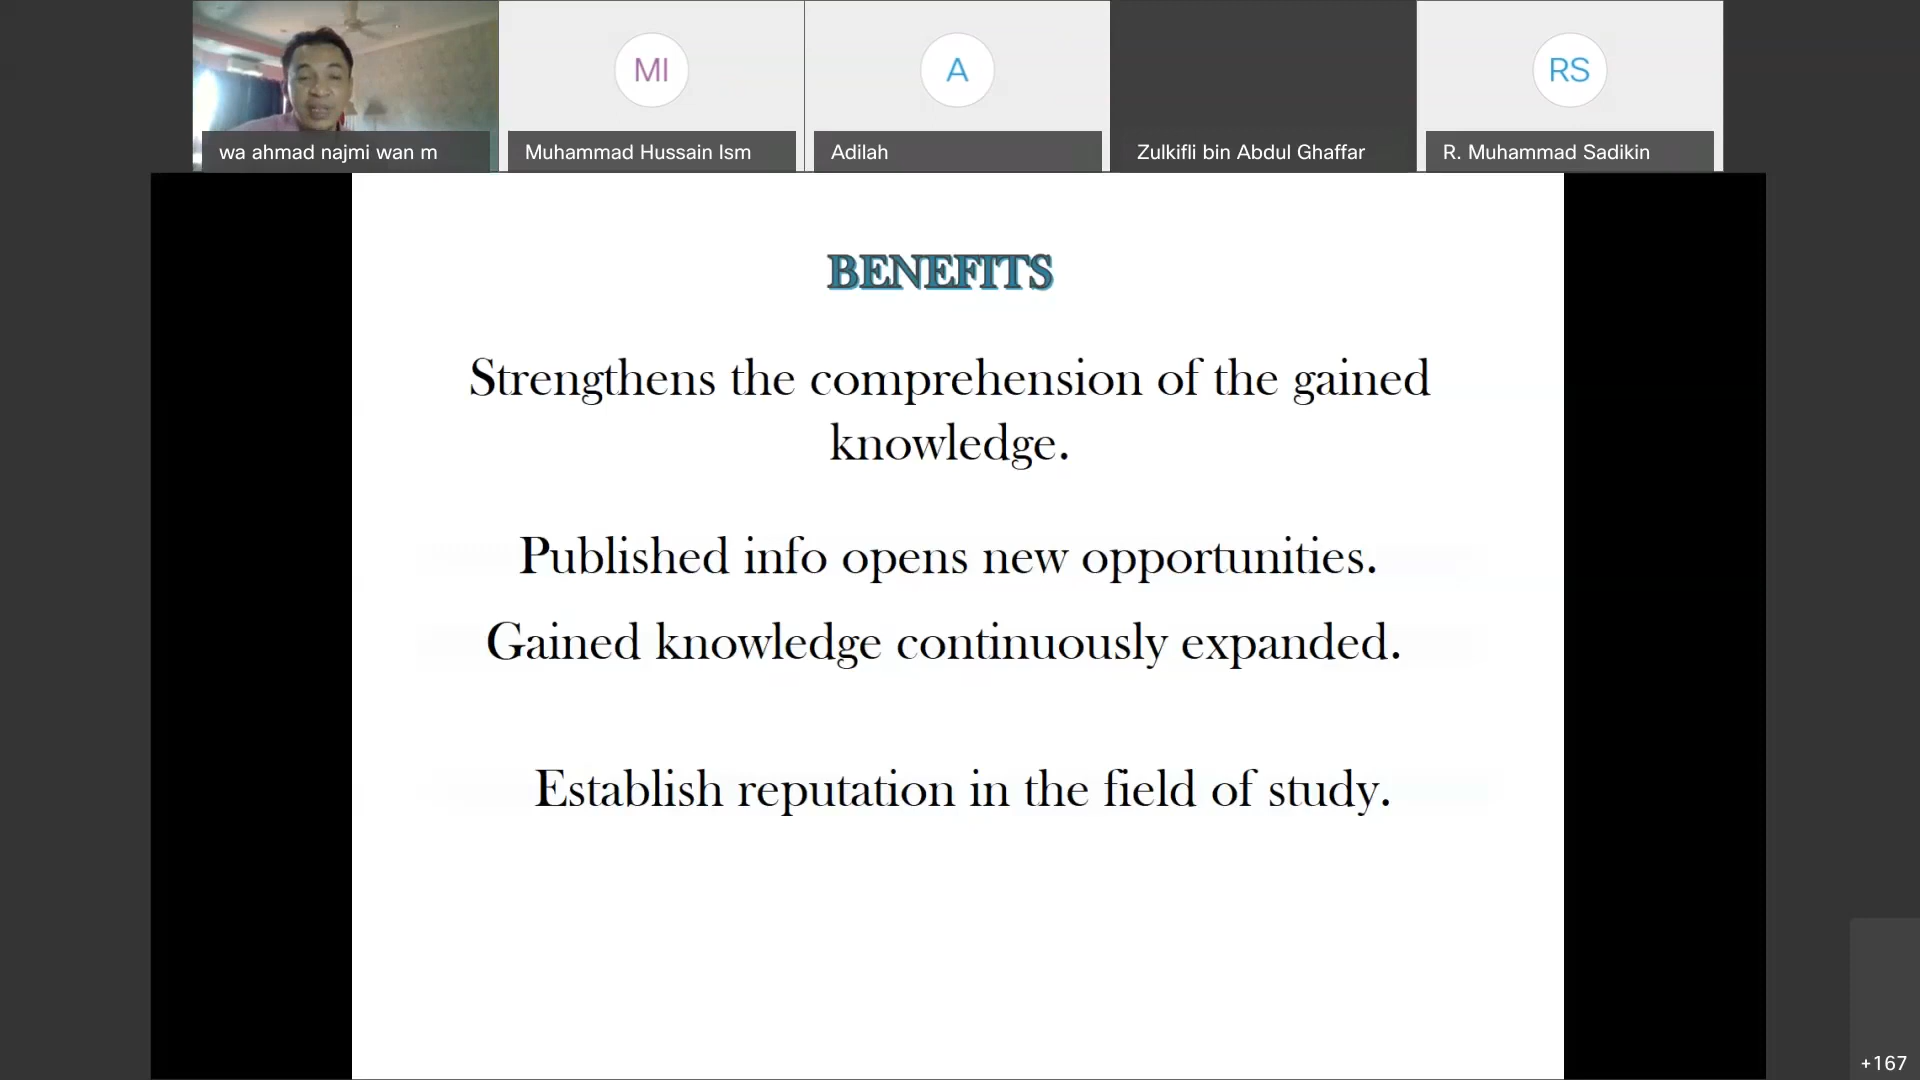 MI
A
RS
wa ahmad najmi wan m
Muhammad Hussain Ism
Adilah
Zulkifli bin Abdul Ghaffar
R. Muhammad Sadikin
BENEFITS
Strengthens the comprehension of the gained
knowledge.
Published info opens new opportunities.
Gained knowledge continuously expanded.
Establish reputation in the field of study.
+167